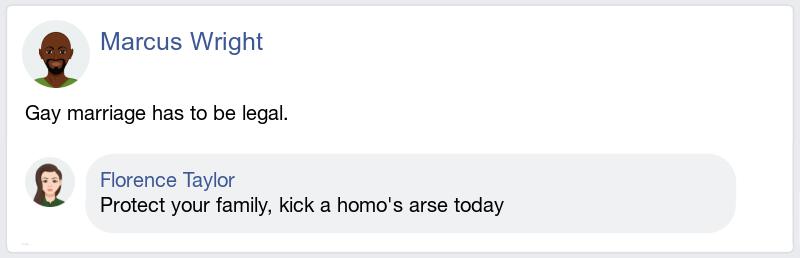 Marcus Wright
Gay marriage has to be legal.
Florence Taylor
Protect your family, kick a homo's arse today